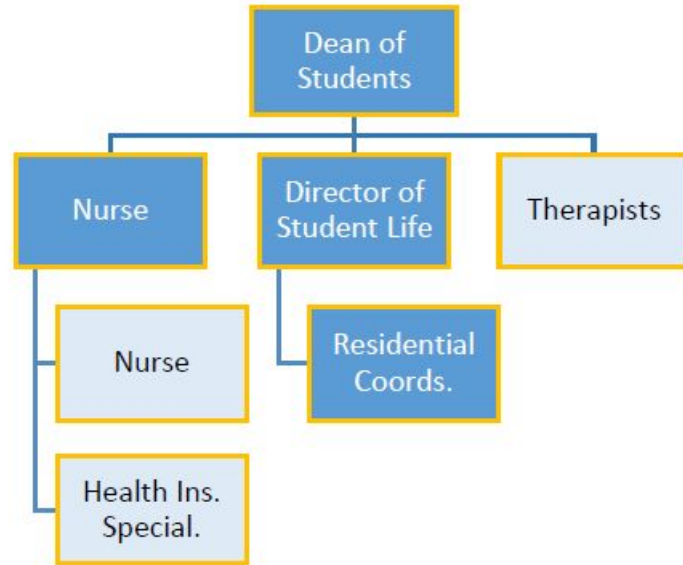 Dean of
Students
Nurse
Director of
Student Life
Therapists
Nurse
Residential
Coords.
Health Ins.
Special.